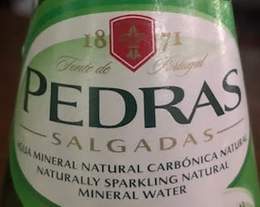 18 71
Fonte de Portugal
PEDRAS
SALGADAS
ÁGUA MINERAL NATURAL CARBÓNICA NATURAL
NATURALLY SPARKLING NATURAL
MINERAL WATER